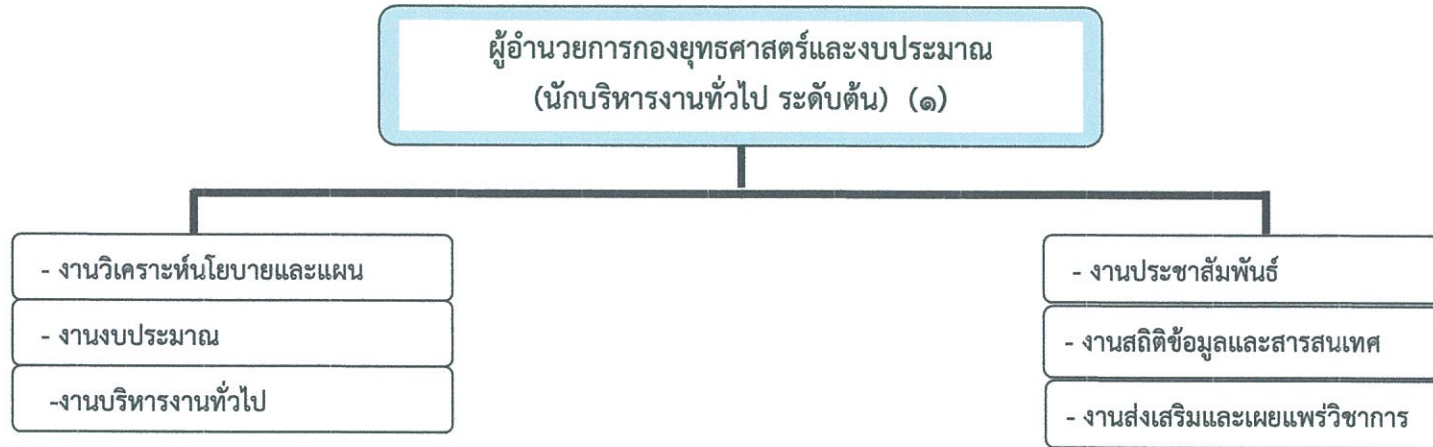 ผู้อำนวยการกองยุทธศาสตร์และงบประมาณ
(นักบริหารงานทั่วไป ระดับต้น) (๑)
- งานวิเคราะห์นโยบายและแผน
- งานงบประมาณ
-งานบริหารงานทั่วไป
- งานประชาสัมพันธ์
- งานสถิติข้อมูลและสารสนเทศ
- งานส่งเสริมและเผยแพร่วิชาการ